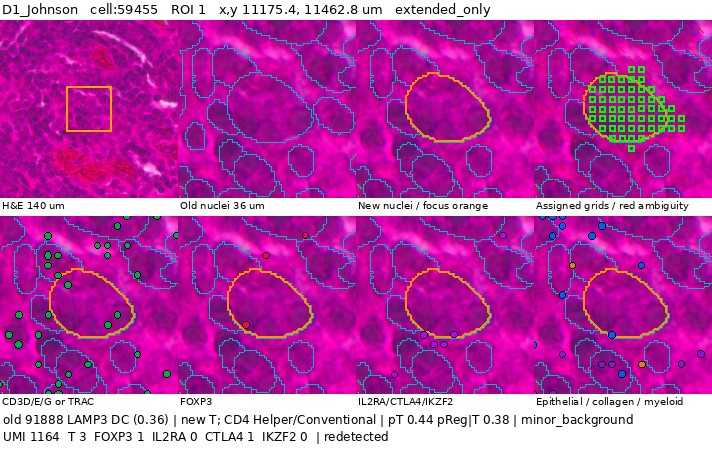 D1_Johnson   cell:59455   ROI 1   x,y 11175.4, 11462.8 um   extended_only
H&E 140 um
Old nuclei 36 um
New nuclei / focus orange
Assigned grids / red ambiguity
CD3D/E/G or TRAC
FOXP3
IL2RA/CTLA4/IKZF2
Epithelial / collagen / myeloid
old 91888 LAMP3 DC (0.36) | new T; CD4 Helper/Conventional | pT 0.44 pReg|T 0.38 | minor_background
UMI 1164  T 3  FOXP3 1  IL2RA 0  CTLA4 1  IKZF2 0  | redetected